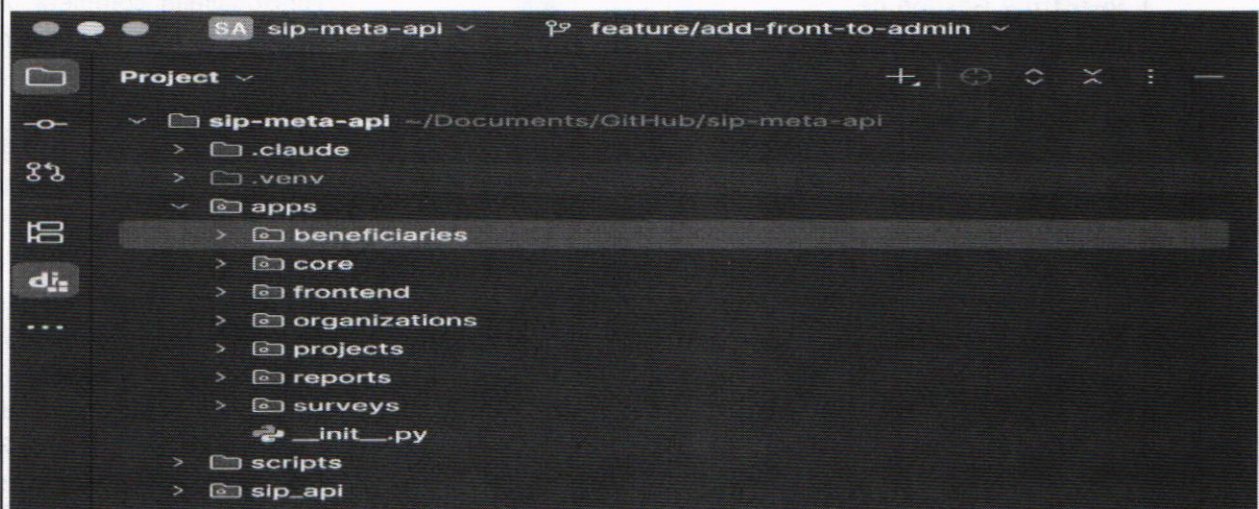 SA sip-meta-api feature/add-front-to-admin
Project
sip-meta-api ~/Documents/GitHub/sip-meta-api
.claude
.venv
apps
beneficiaries
core
frontend
organizations
projects
reports
surveys
__init__.py
scripts
sip_api